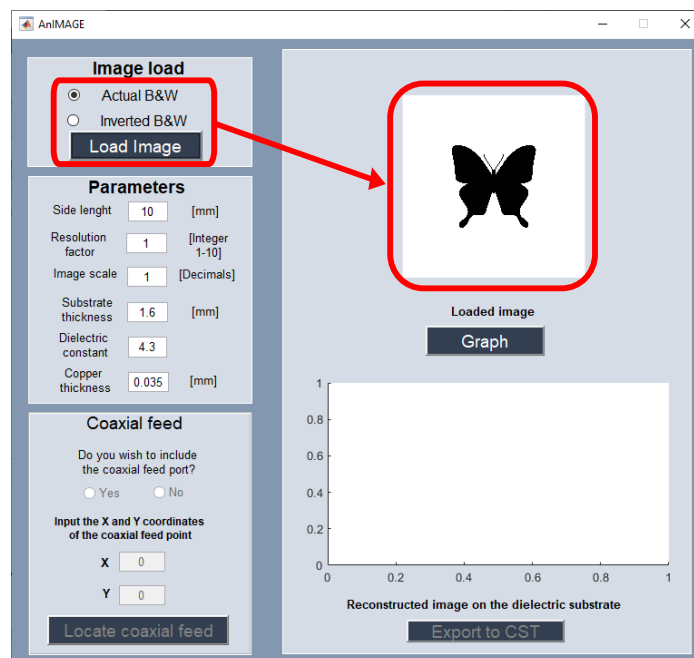 AnIMAGE
Image load
Actual B&W
Inverted B&W
Load Image
Parameters
Side lenght 10 [mm]
Resolution
factor 1 [Integer
1-10]
Image scale 1 [Decimals]
Substrate
thickness 1.6 [mm]
Dielectric
constant 4.3
Copper
thickness 0.035 [mm]
Coaxial feed
Do you wish to include
the coaxial feed port?
Yes No
Input the X and Y coordinates
of the coaxial feed point
X 0
Y 0
Locate coaxial feed
Loaded image
Graph
1
0.8
0.6
0.4
0.2
0
0 0.2 0.4 0.6 0.8 1
Reconstructed image on the dielectric substrate
Export to CST